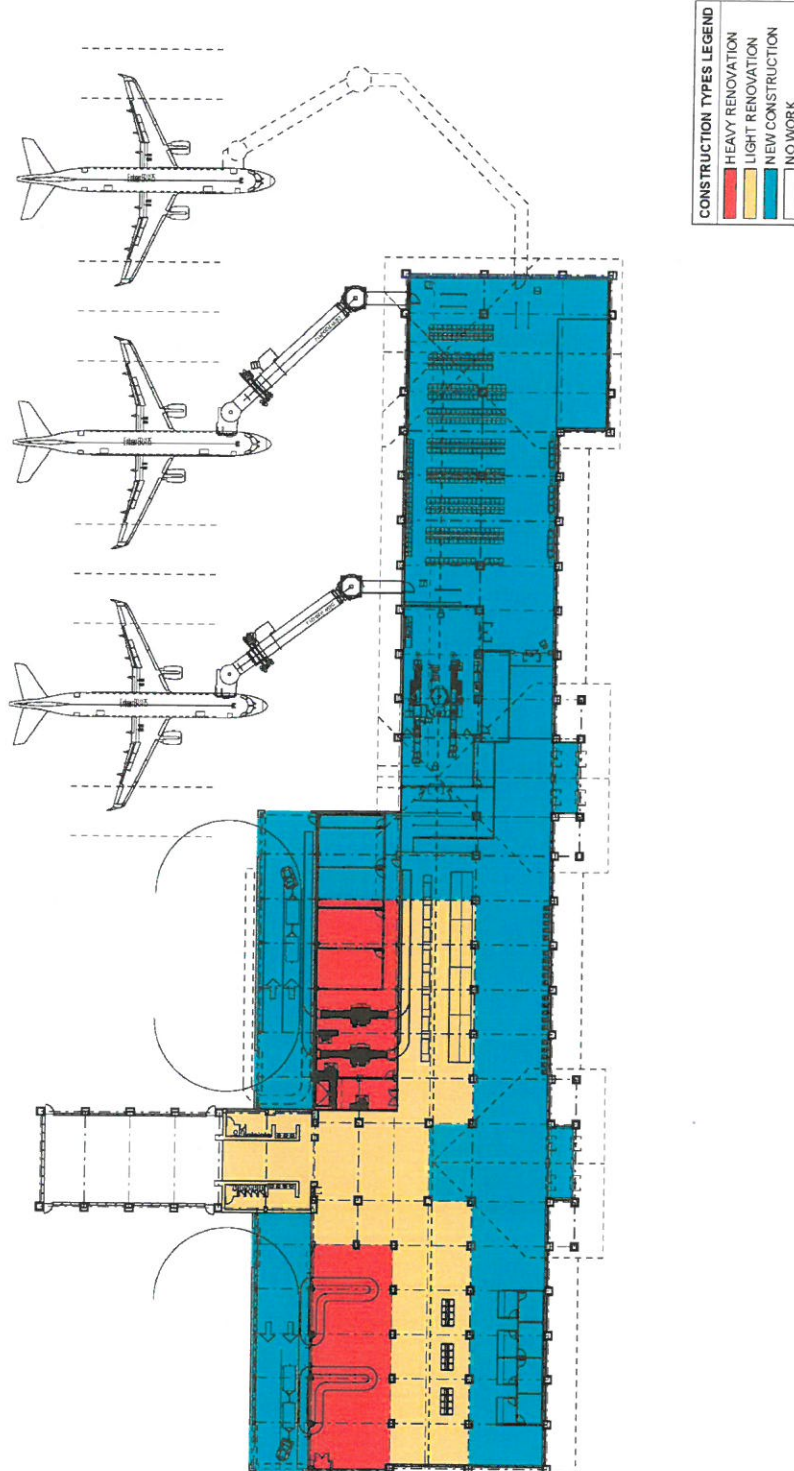 CONSTRUCTION TYPES LEGEND
HEAVY RENOVATION
LIGHT RENOVATION
NEW CONSTRUCTION
NO WORK